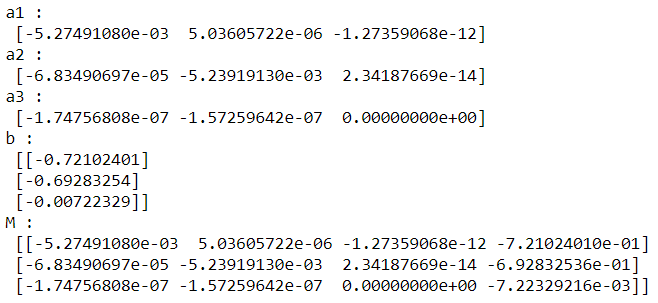 a1 :
[-5.27491080e-03  5.03605722e-06 -1.27359068e-12]
a2 :
[-6.83490697e-05 -5.23919130e-03  2.34187669e-14]
a3 :
[-1.74756808e-07 -1.57259642e-07  0.00000000e+00]
b :
[[-0.72102401]
[-0.69283254]
[-0.00722329]]
M :
[[-5.27491080e-03  5.03605722e-06 -1.27359068e-12 -7.21024010e-01]
[-6.83490697e-05 -5.23919130e-03  2.34187669e-14 -6.92832536e-01]
[-1.74756808e-07 -1.57259642e-07  0.00000000e+00 -7.22329216e-03]]